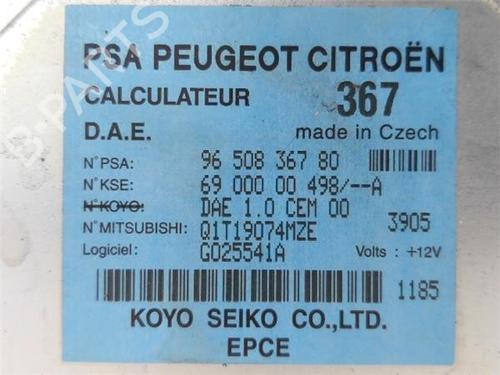 PSA PEUGEOT CITROËN
CALCULATEUR 367
D.A.E. made in Czech
N°PSA: 96 508 367 80
N°KSE: 69 000 00 498/--A
N°KOYO: DAE 1.0 CEM 00
N°MITSUBISHI: Q1T19074MZE 3905
Logiciel: G025541A Volts : +12V
1185
KOYO SEIKO CO.,LTD.
EPCE
B-PARTS